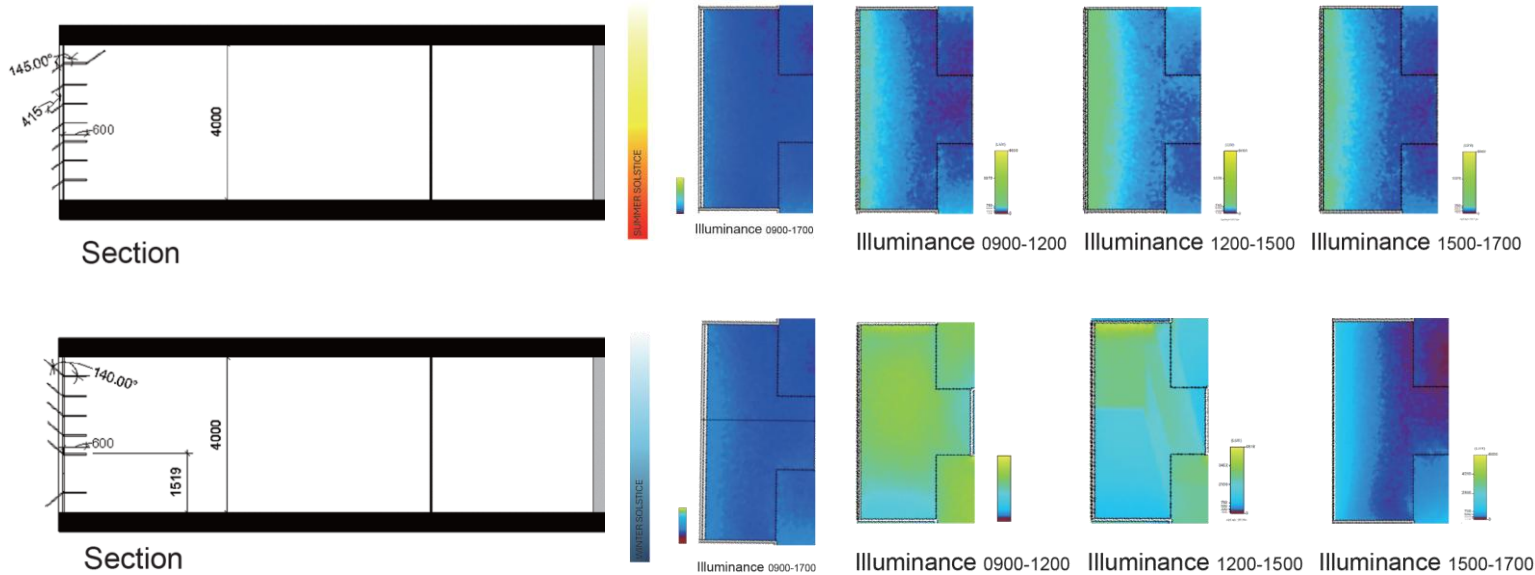 145.00°
415
600
4000
Section
SUMMER SOLSTICE
Illuminance 0900-1700
Illuminance 0900-1200
Illuminance 1200-1500
Illuminance 1500-1700
140.00°
600
4000
1519
Section
WINTER SOLSTICE
Illuminance 0900-1700
Illuminance 0900-1200
Illuminance 1200-1500
Illuminance 1500-1700